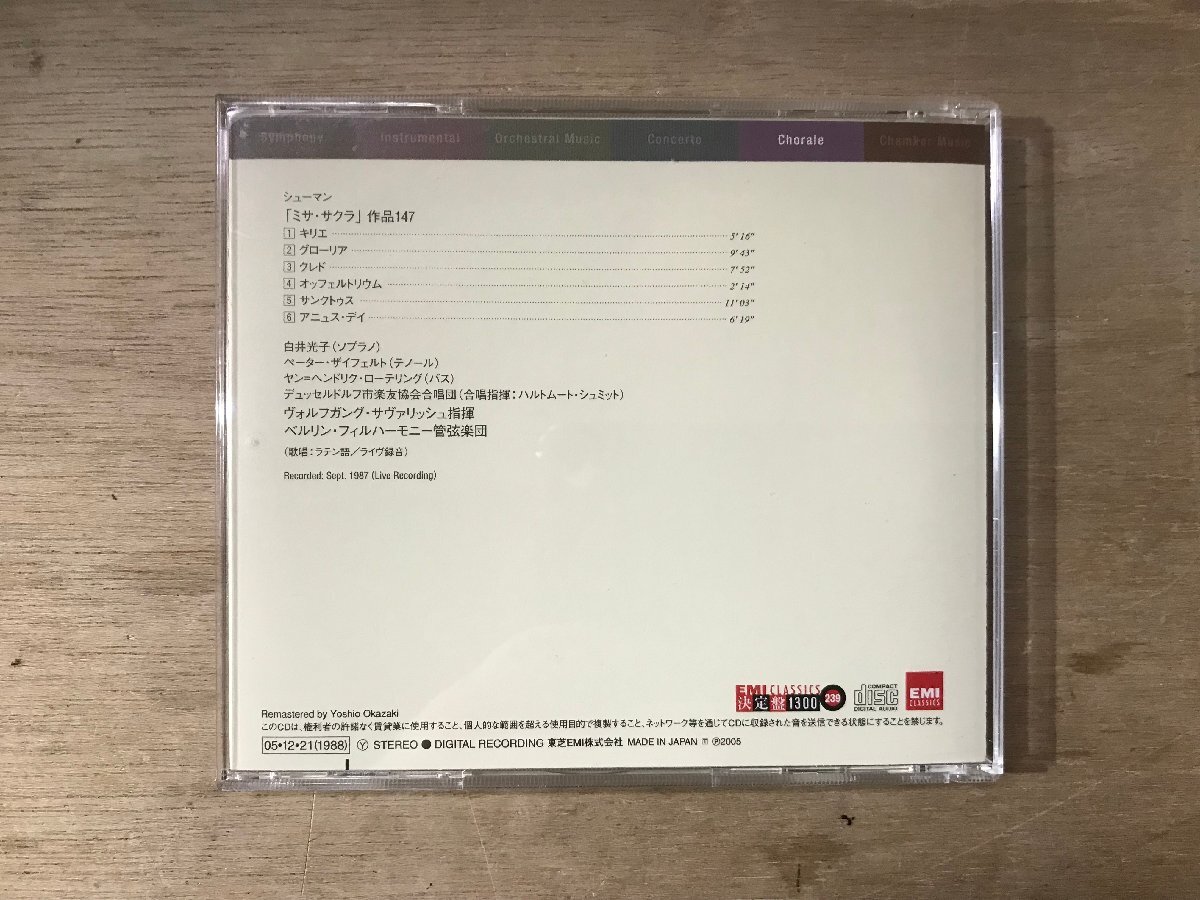 Symphony Instrumental Orchestral Music Concerto Chorale Chamber Music
シューマン
「ミサ・サクラ」作品147
1 キリエ 5'16"
2 グローリア 9'43"
3 クレド 7'52"
4 オッフェルトリウム 2'14"
5 サンクトゥス 11'03"
6 アニュス・デイ 6'19"
白井光子（ソプラノ）
ペーター・ザイフェルト（テノール）
ヤン＝ヘンドリク・ローテリング（バス）
デュッセルドルフ市楽友協会合唱団（合唱指揮：ハルトムート・シュミット）
ヴォルフガング・サヴァリッシュ指揮
ベルリン・フィルハーモニー管弦楽団
（歌唱：ラテン語／ライヴ録音）
Recorded: Sept. 1987 (Live Recording)
EMI CLASSICS
決定盤1300 239
COMPACT disc DIGITAL AUDIO
EMI CLASSICS
Remastered by Yoshio Okazaki
このCDは、権利者の許諾なく賃貸業に使用すること、個人的な範囲を超える使用目的で複製すること、ネットワーク等を通じてCDに収録された音を送信できる状態にすることを禁じます。
05•12•21(1988) Ⓨ STEREO ● DIGITAL RECORDING 東芝EMI株式会社 MADE IN JAPAN ℗2005